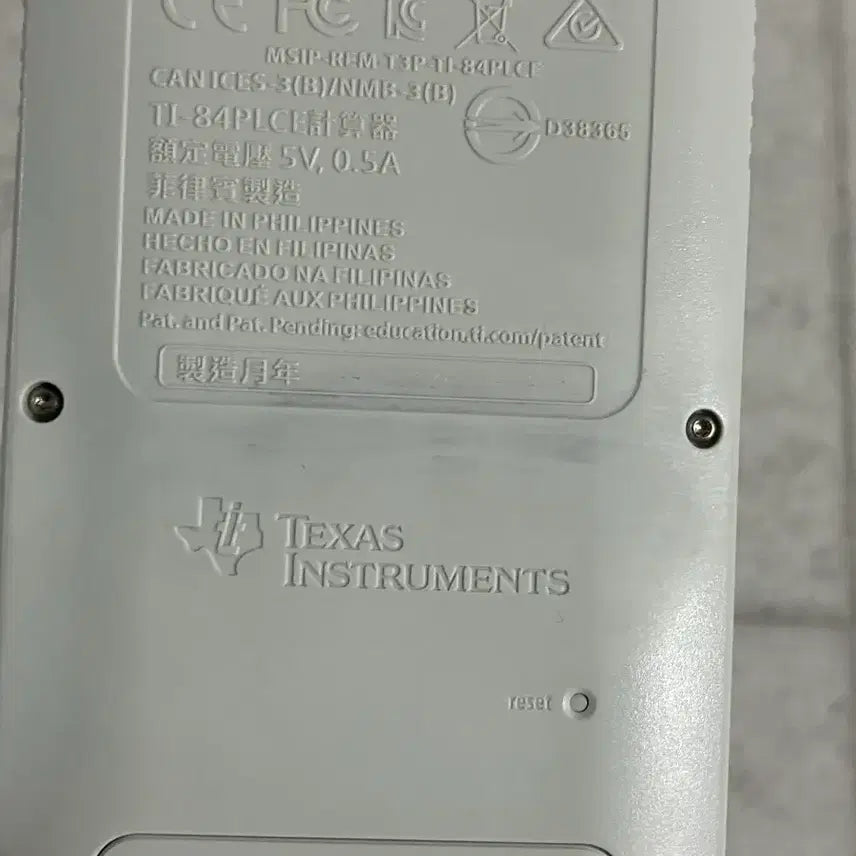 CE FC
MSIP-REM-T3P-TI-84PLCE
CAN ICES-3(B)/NMB-3(B)
TI-84PLCE計算器
D38365
額定電壓 5V, 0.5A
菲律賓製造
MADE IN PHILIPPINES
HECHO EN FILIPINAS
FABRICADO NA FILIPINAS
FABRIQUÉ AUX PHILIPPINES
Pat. and Pat. Pending: education.ti.com/patent
製造月年
ti TEXAS
INSTRUMENTS
reset